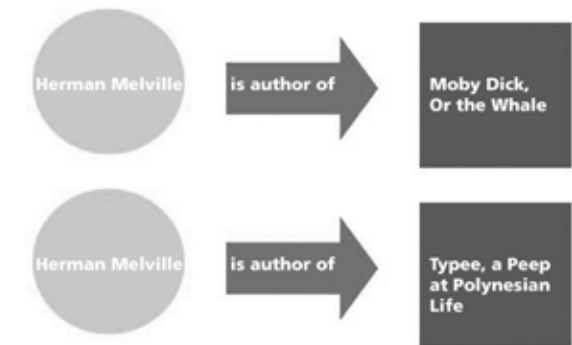 Herman Melville is author of Moby Dick,
Or the Whale
Herman Melville is author of Typee, a Peep
at Polynesian
Life